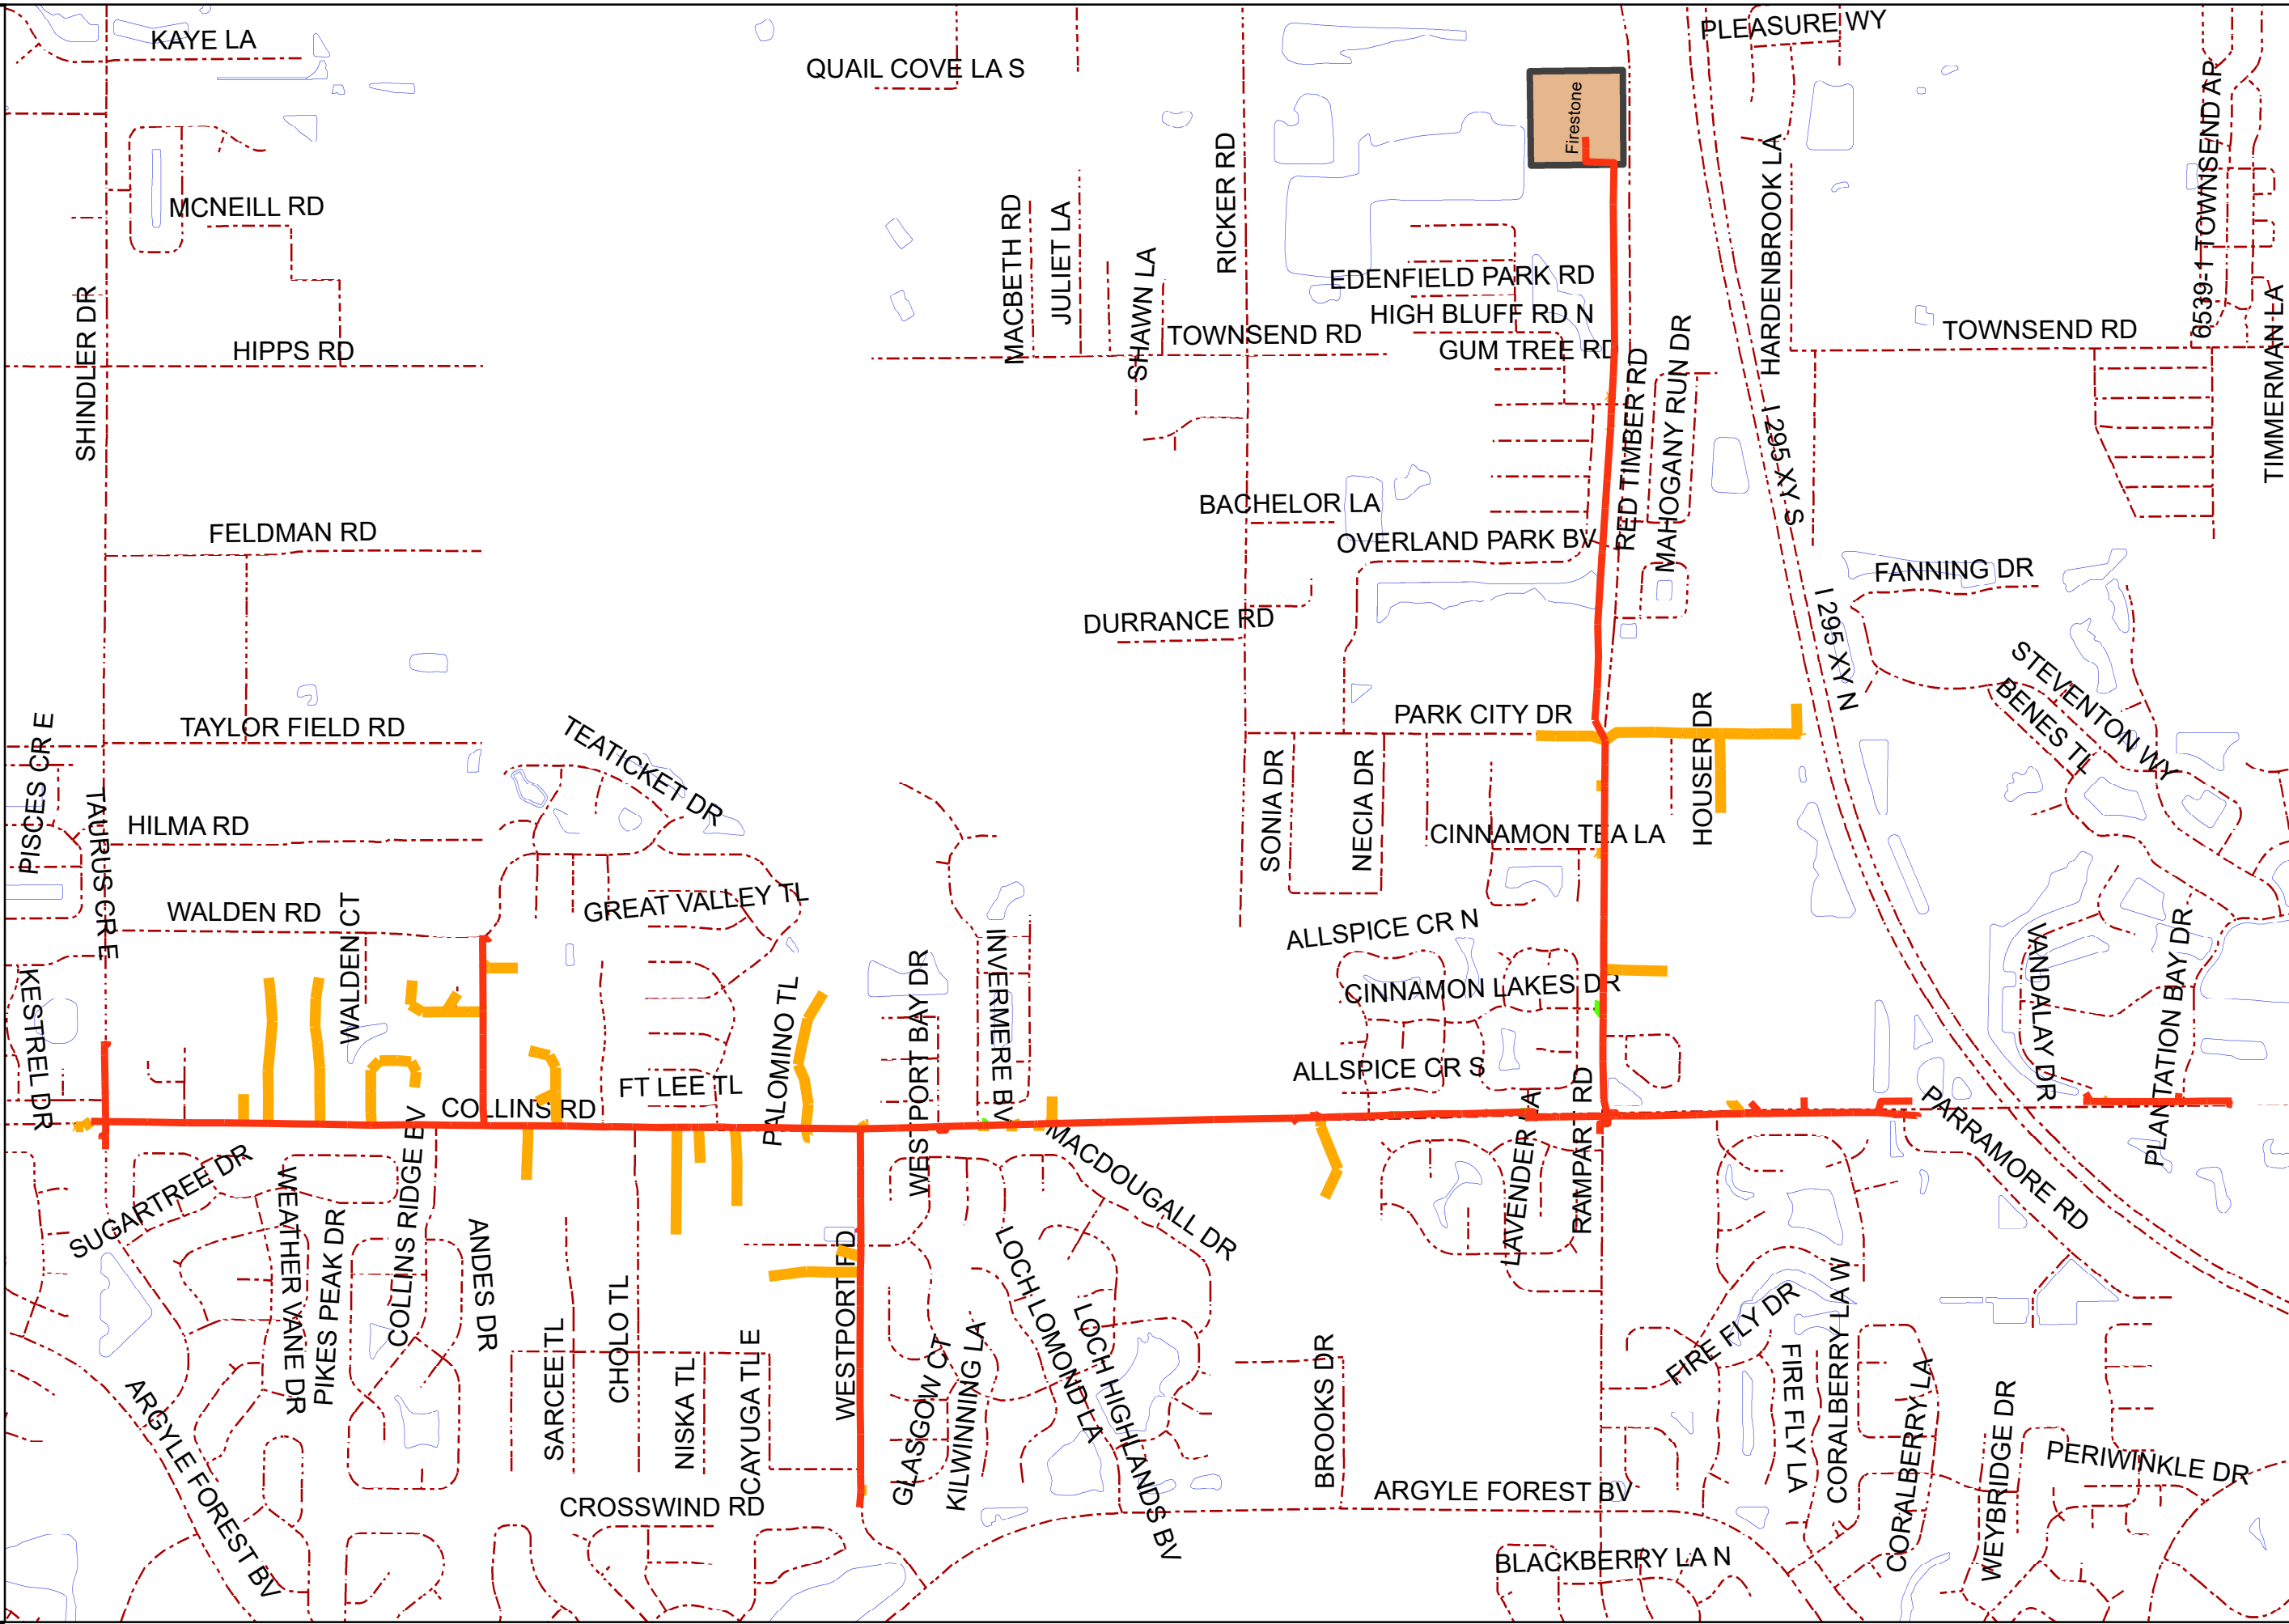 KAYE LA
QUAIL COVE LA S
PLEASURE WY
Firestone
6539-1 TOWNSEND AP
HARDENBROOK LA
RICKER RD
MCNEILL RD
MACBETH RD
JULIET LA
SHAWN LA
EDENFIELD PARK RD
HIGH BLUFF RD N
TOWNSEND RD
GUM TREE RD
TOWNSEND RD
TIMMERMAN LA
SHINDLER DR
HIPPS RD
RED TIMBER RD
MAHOGANY RUN DR
I 295 XY S
BACHELOR LA
FELDMAN RD
OVERLAND PARK BV
FANNING DR
DURRANCE RD
I 295 XY N
STEVENTON WY
BENES TL
PARK CITY DR
TAYLOR FIELD RD
TEATICKET DR
PISCES CR E
TAURUS CR E
HILMA RD
SONIA DR
NECIA DR
CINNAMON TEA LA
HOUSER DR
WALDEN RD
WALDEN CT
GREAT VALLEY TL
ALLSPICE CR N
CINNAMON LAKES DR
VANDALAY DR
PLANTATION BAY DR
KESTREL DR
PALOMINO TL
WESTPORT BAY DR
INVERMERE BV
FT LEE TL
ALLSPICE CR S
COLLINS RD
RAMPART RD
LAVENDER LA
PARRAMORE RD
SUGARTREE DR
MACDOUGALL DR
WEATHER VANE DR
PIKES PEAK DR
COLLINS RIDGE BV
ANDES DR
SARCEE TL
CHOLO TL
NISKA TL
CAYUGA TL E
WESTPORT RD
GLASGOW CT
KILWINNING LA
LOCH LOMOND LA
LOCH HIGHLANDS BV
BROOKS DR
FIRE FLY DR
FIRE FLY LA
CORALBERRY LA W
CORALBERRY LA
WEYBRIDGE DR
PERIWINKLE DR
ARGYLE FOREST BV
CROSSWIND RD
ARGYLE FOREST BV
BLACKBERRY LA N